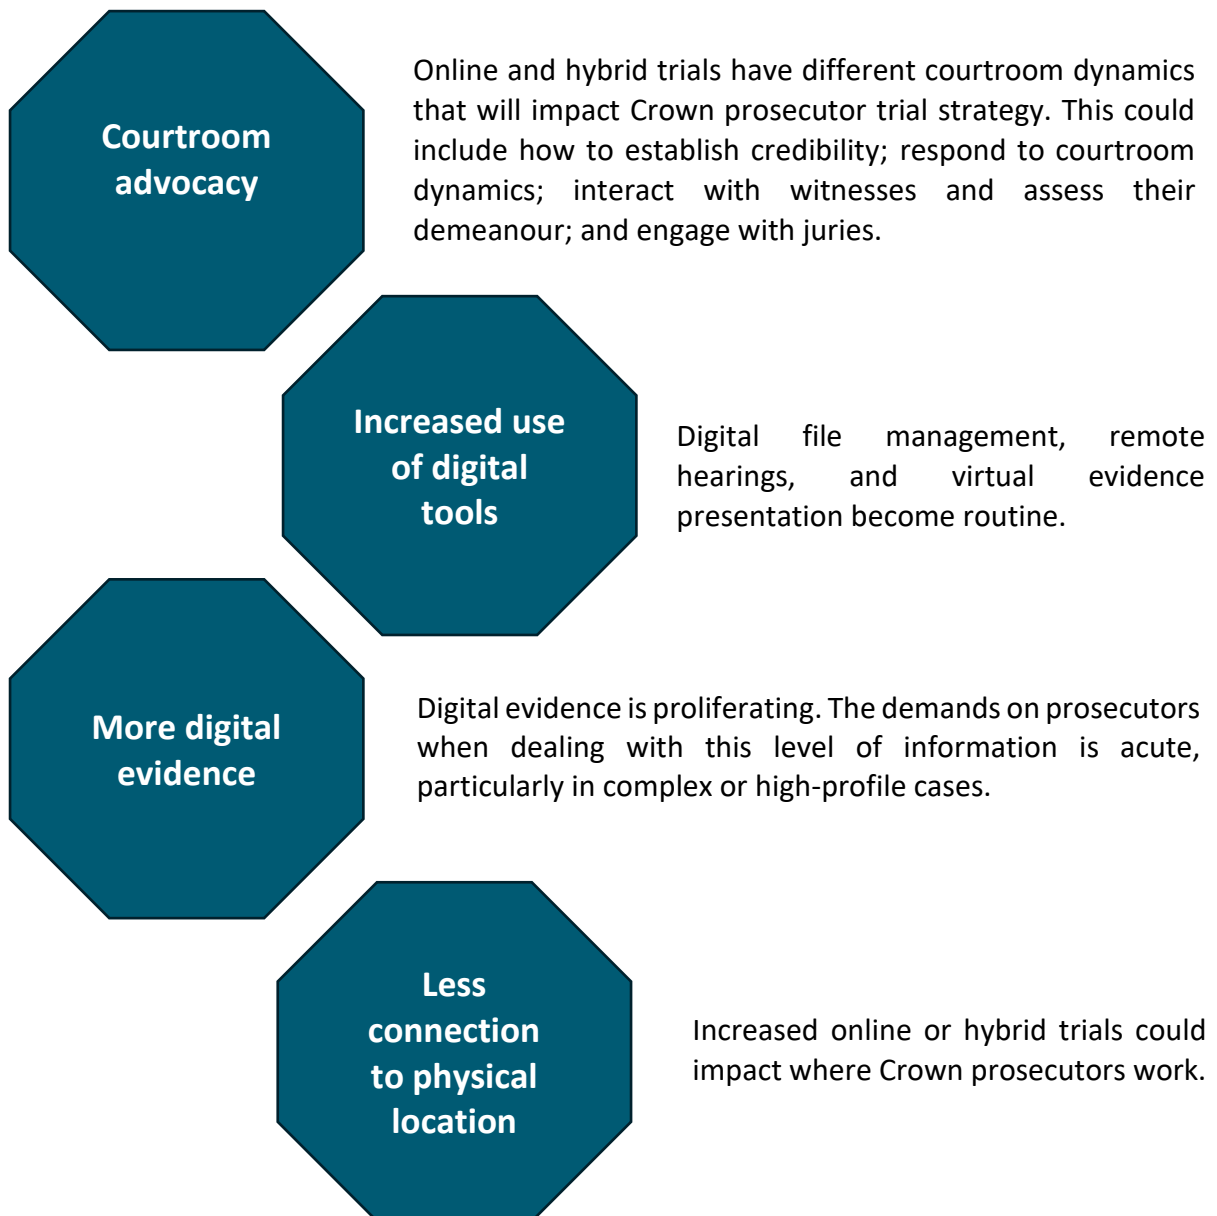 Courtroom
advocacy
Online and hybrid trials have different courtroom dynamics
that will impact Crown prosecutor trial strategy. This could
include how to establish credibility; respond to courtroom
dynamics; interact with witnesses and assess their
demeanour; and engage with juries.
Increased use
of digital
tools
Digital file management, remote
hearings, and virtual evidence
presentation become routine.
More digital
evidence
Digital evidence is proliferating. The demands on prosecutors
when dealing with this level of information is acute,
particularly in complex or high-profile cases.
Less
connection
to physical
location
Increased online or hybrid trials could
impact where Crown prosecutors work.